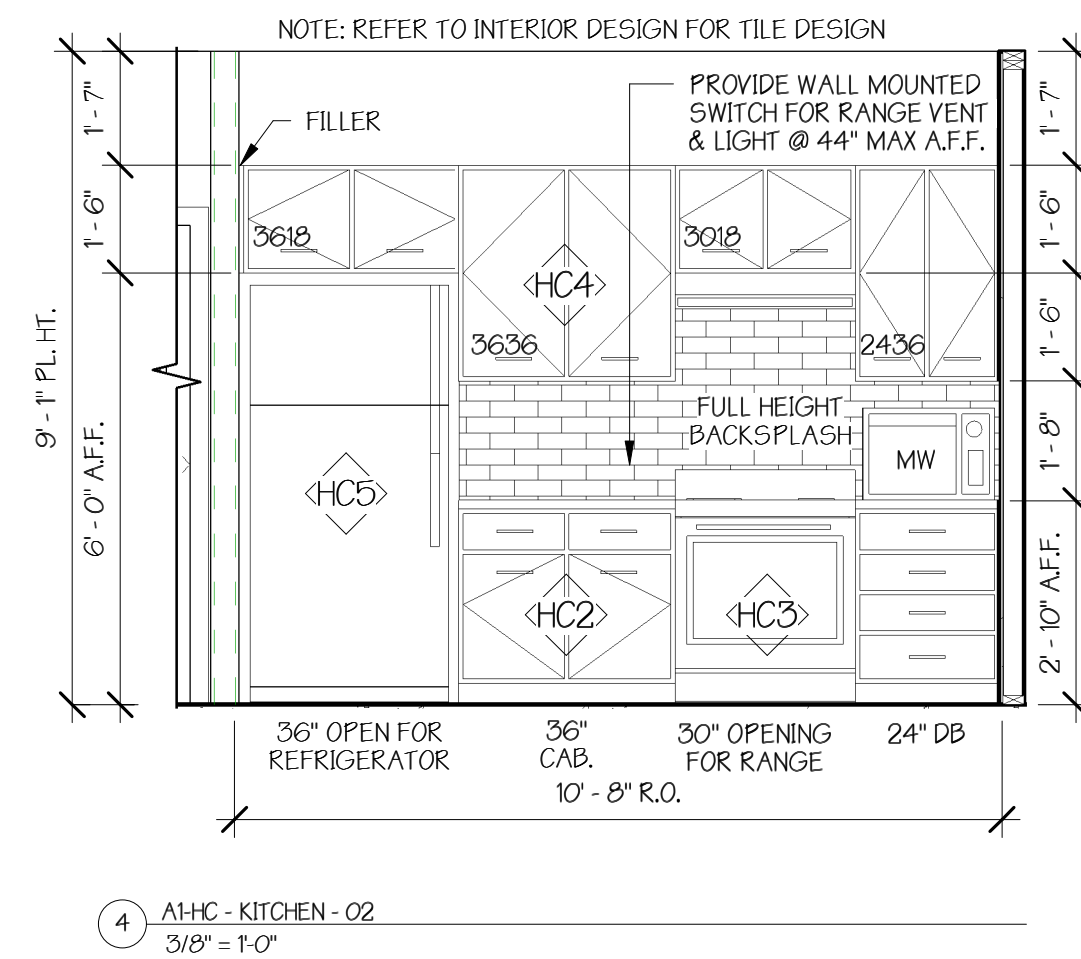 NOTE: REFER TO INTERIOR DESIGN FOR TILE DESIGN
PROVIDE WALL MOUNTED
SWITCH FOR RANGE VENT
& LIGHT @ 44" MAX A.F.F.
FILLER
1' - 7"
1' - 6"
9' - 1" PL. HT.
6' - 0" A.F.F.
3618
3018
HC4
3636
2436
FULL HEIGHT
BACKSPLASH
MW
HC5
HC2
HC3
1' - 7"
1' - 6"
1' - 6"
1' - 8"
2' - 10" A.F.F.
36" OPEN FOR
REFRIGERATOR
36"
CAB.
30" OPENING
FOR RANGE
24" DB
10' - 8" R.O.
4
A1-HC - KITCHEN - 02
3/8" = 1'-0"